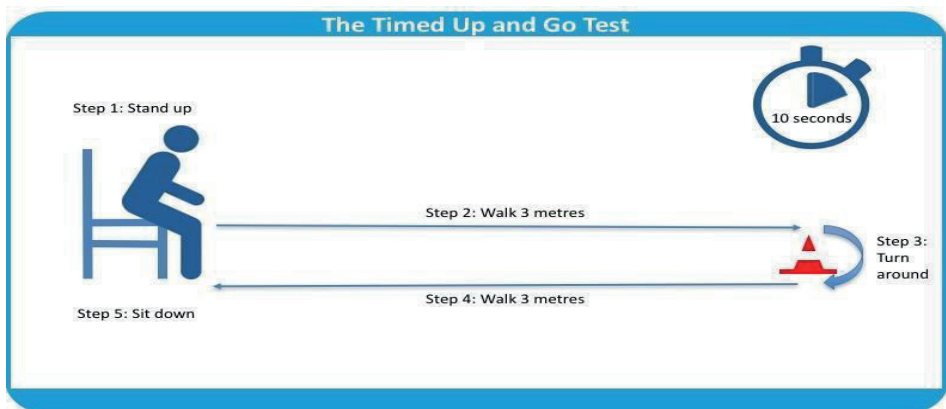 The Timed Up and Go Test
Step 1: Stand up
10 seconds
Step 2: Walk 3 metres
Step 3:
Turn
around
Step 4: Walk 3 metres
Step 5: Sit down